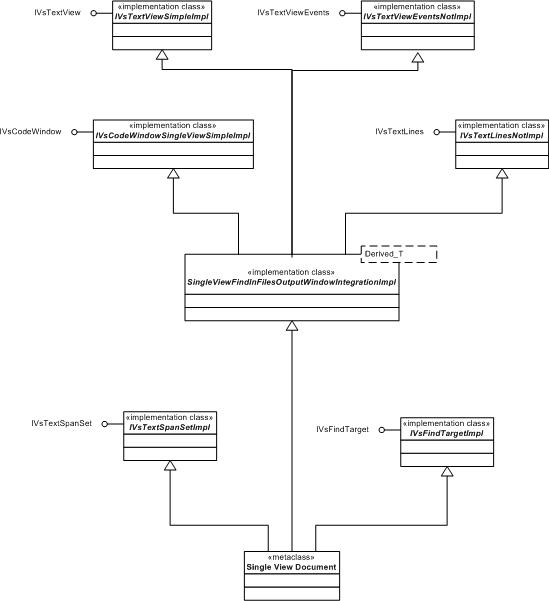 IVsTextView
«implementation class»
IVsTextViewSimpleImpl
IVsTextViewEvents
«implementation class»
IVsTextViewEventsNotImpl
IVsCodeWindow
«implementation class»
IVsCodeWindowSingleViewSimpleImpl
IVsTextLines
«implementation class»
IVsTextLinesNotImpl
Derived_T
«implementation class»
SingleViewFindInFilesOutputWindowIntegrationImpl
IVsTextSpanSet
«implementation class»
IVsTextSpanSetImpl
IVsFindTarget
«implementation class»
IVsFindTargetImpl
«metaclass»
Single View Document